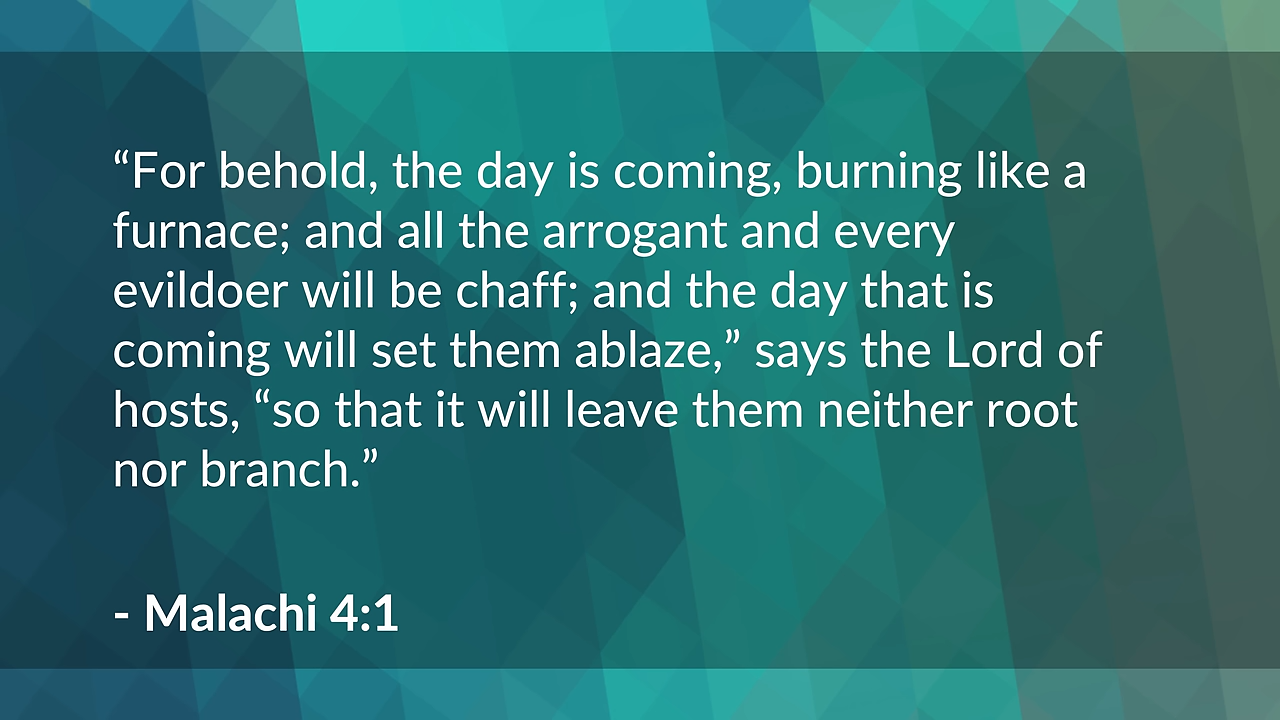 “For behold, the day is coming, burning like a
furnace; and all the arrogant and every
evildoer will be chaff; and the day that is
coming will set them ablaze,” says the Lord of
hosts, “so that it will leave them neither root
nor branch.”
- Malachi 4:1